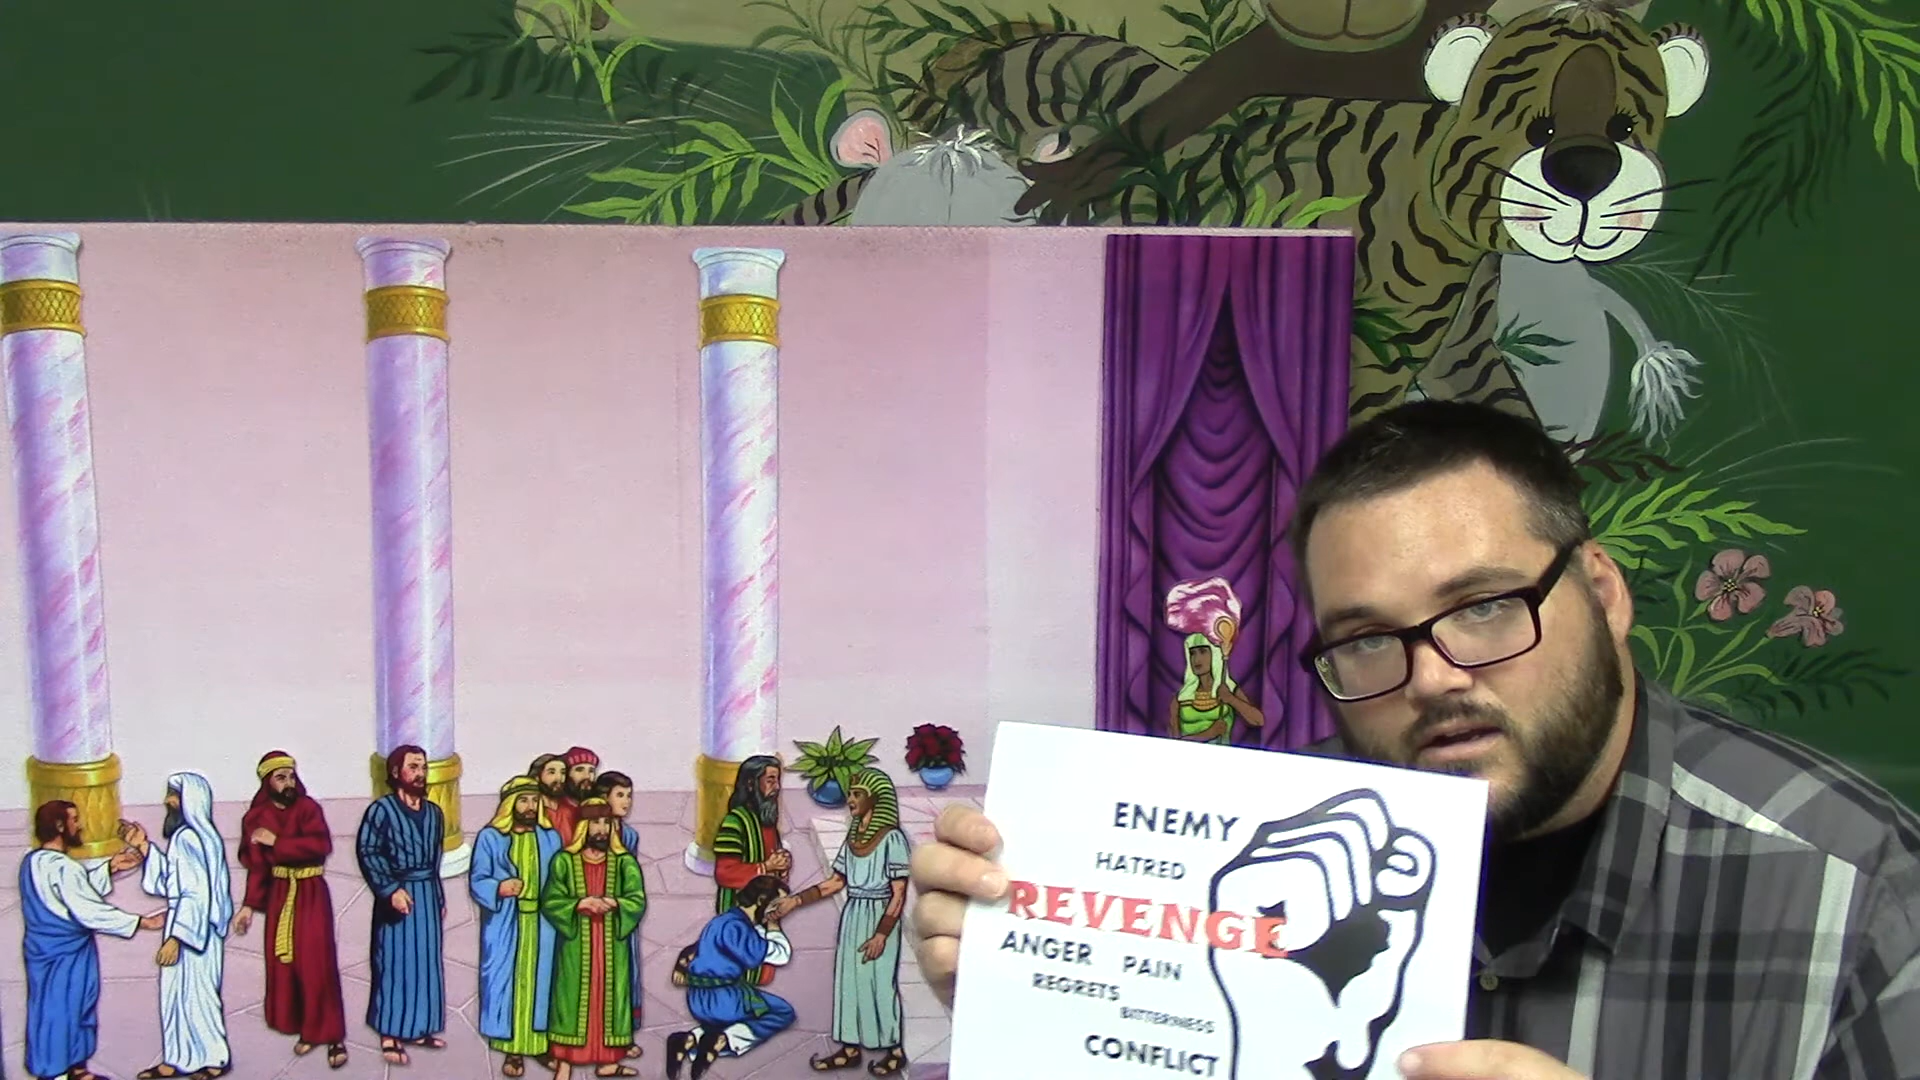 ENEMY
HATRED
REVENGE
ANGER PAIN
REGRETS
BITTERNESS
CONFLICT